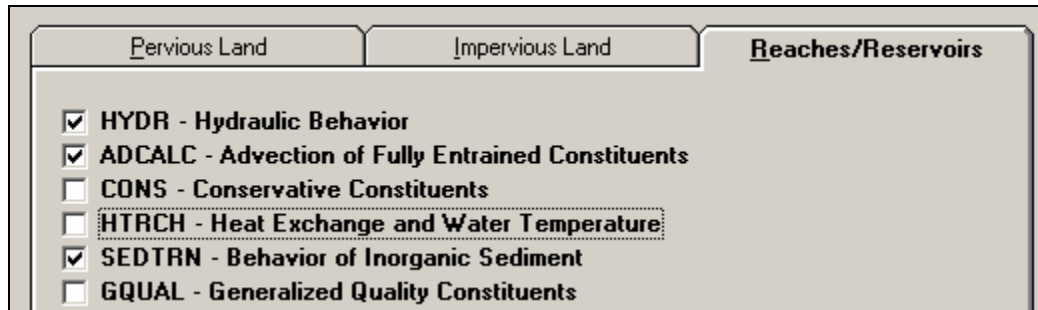 Pervious Land Impervious Land Reaches/Reservoirs
HYDR - Hydraulic Behavior
ADCALC - Advection of Fully Entrained Constituents
CONS - Conservative Constituents
HTRCH - Heat Exchange and Water Temperature
SEDTRN - Behavior of Inorganic Sediment
GQUAL - Generalized Quality Constituents